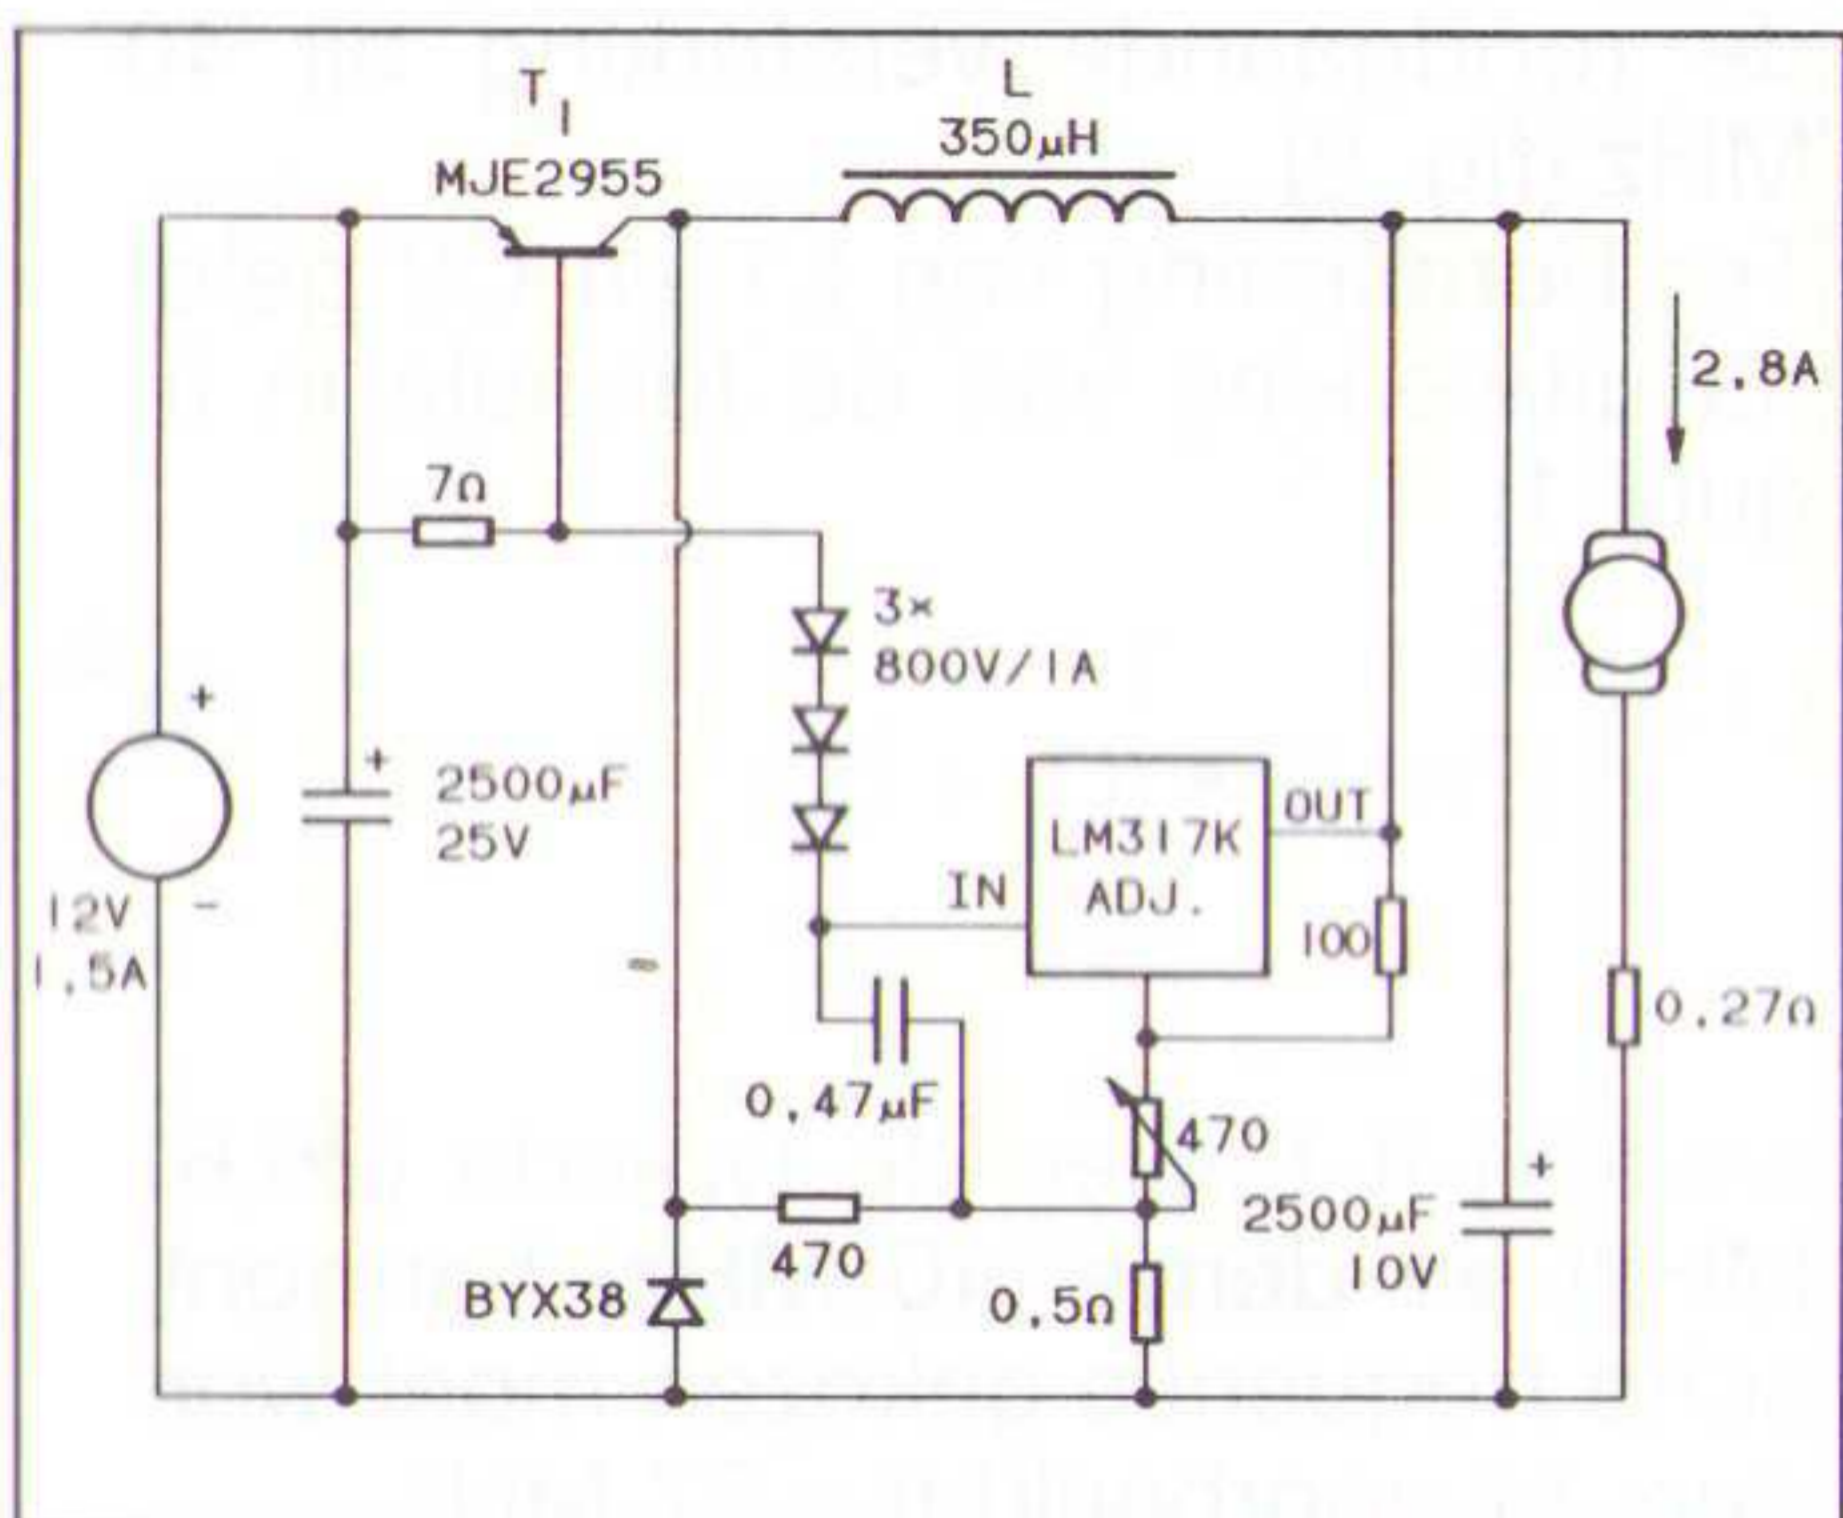 T1
MJE2955
L
350µH
2,8A
7Ω
3×
800V/1A
+
+
2500µF
25V
12V
−
1,5A
LM317K
ADJ.
OUT
IN
100
0,27Ω
0,47µF
470
470
+
2500µF
10V
BYX38
0,5Ω